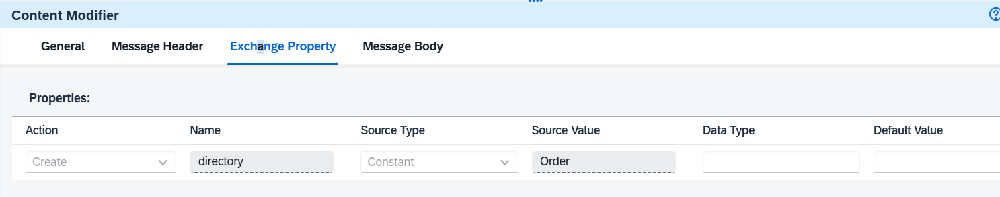 Content Modifier
General Message Header Exchange Property Message Body
Properties:
Action Name Source Type Source Value Data Type Default Value
Create directory Constant Order